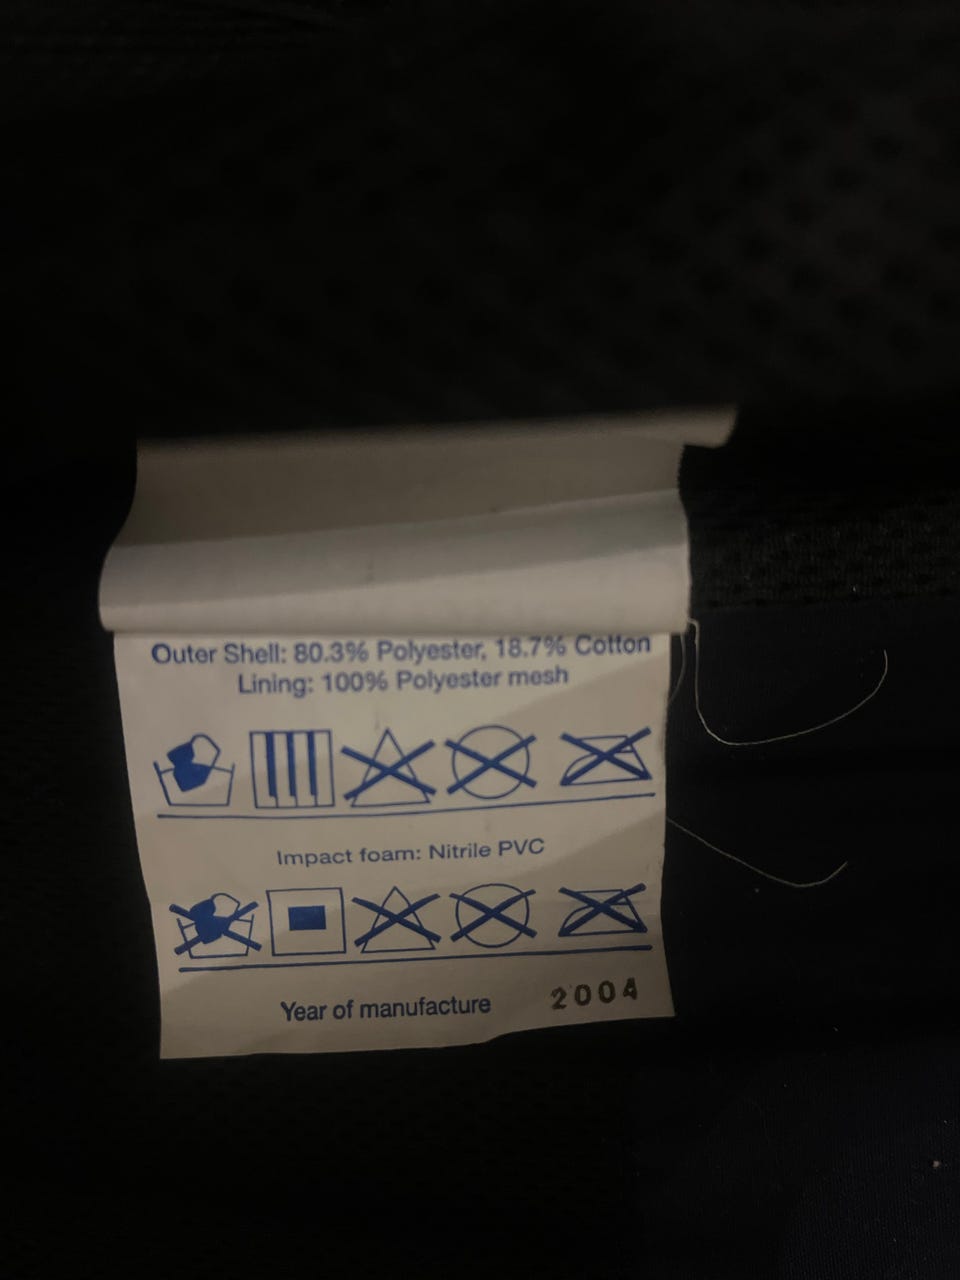 Outer Shell: 80.3% Polyester, 18.7% Cotton
Lining: 100% Polyester mesh
Impact foam: Nitrile PVC
Year of manufacture 2004